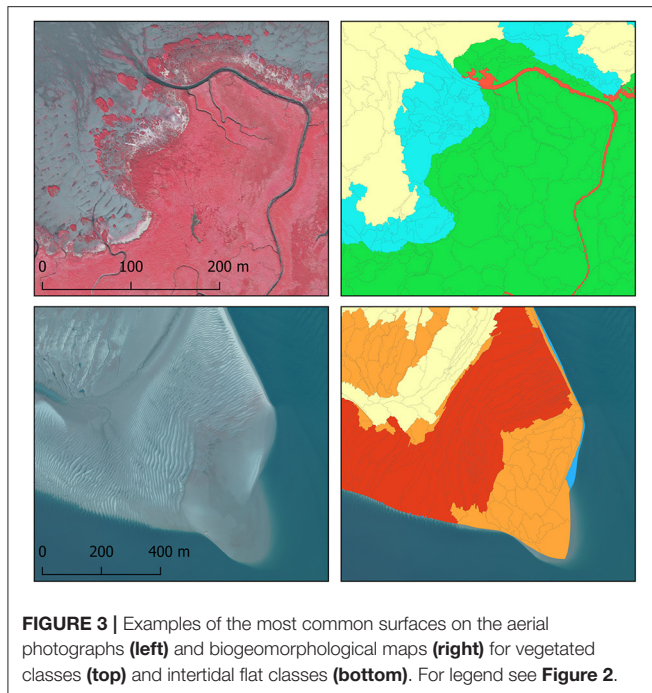 0 100 200 m
0 200 400 m
FIGURE 3 | Examples of the most common surfaces on the aerial
photographs (left) and biogeomorphological maps (right) for vegetated
classes (top) and intertidal flat classes (bottom). For legend see Figure 2.